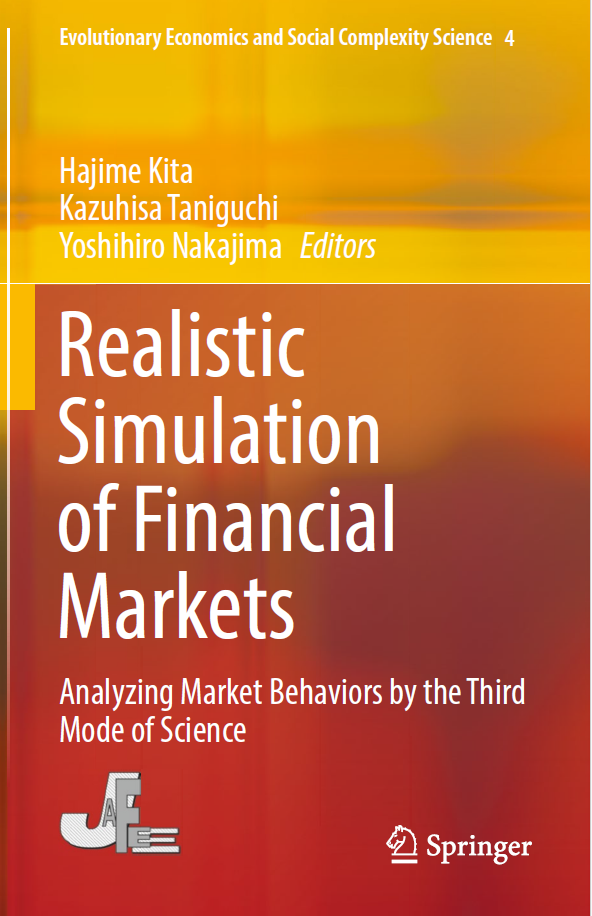 Evolutionary Economics and Social Complexity Science 4
Hajime Kita
Kazuhisa Taniguchi
Yoshihiro Nakajima Editors
Realistic
Simulation
of Financial
Markets
Analyzing Market Behaviors by the Third
Mode of Science
JAFEE
Springer